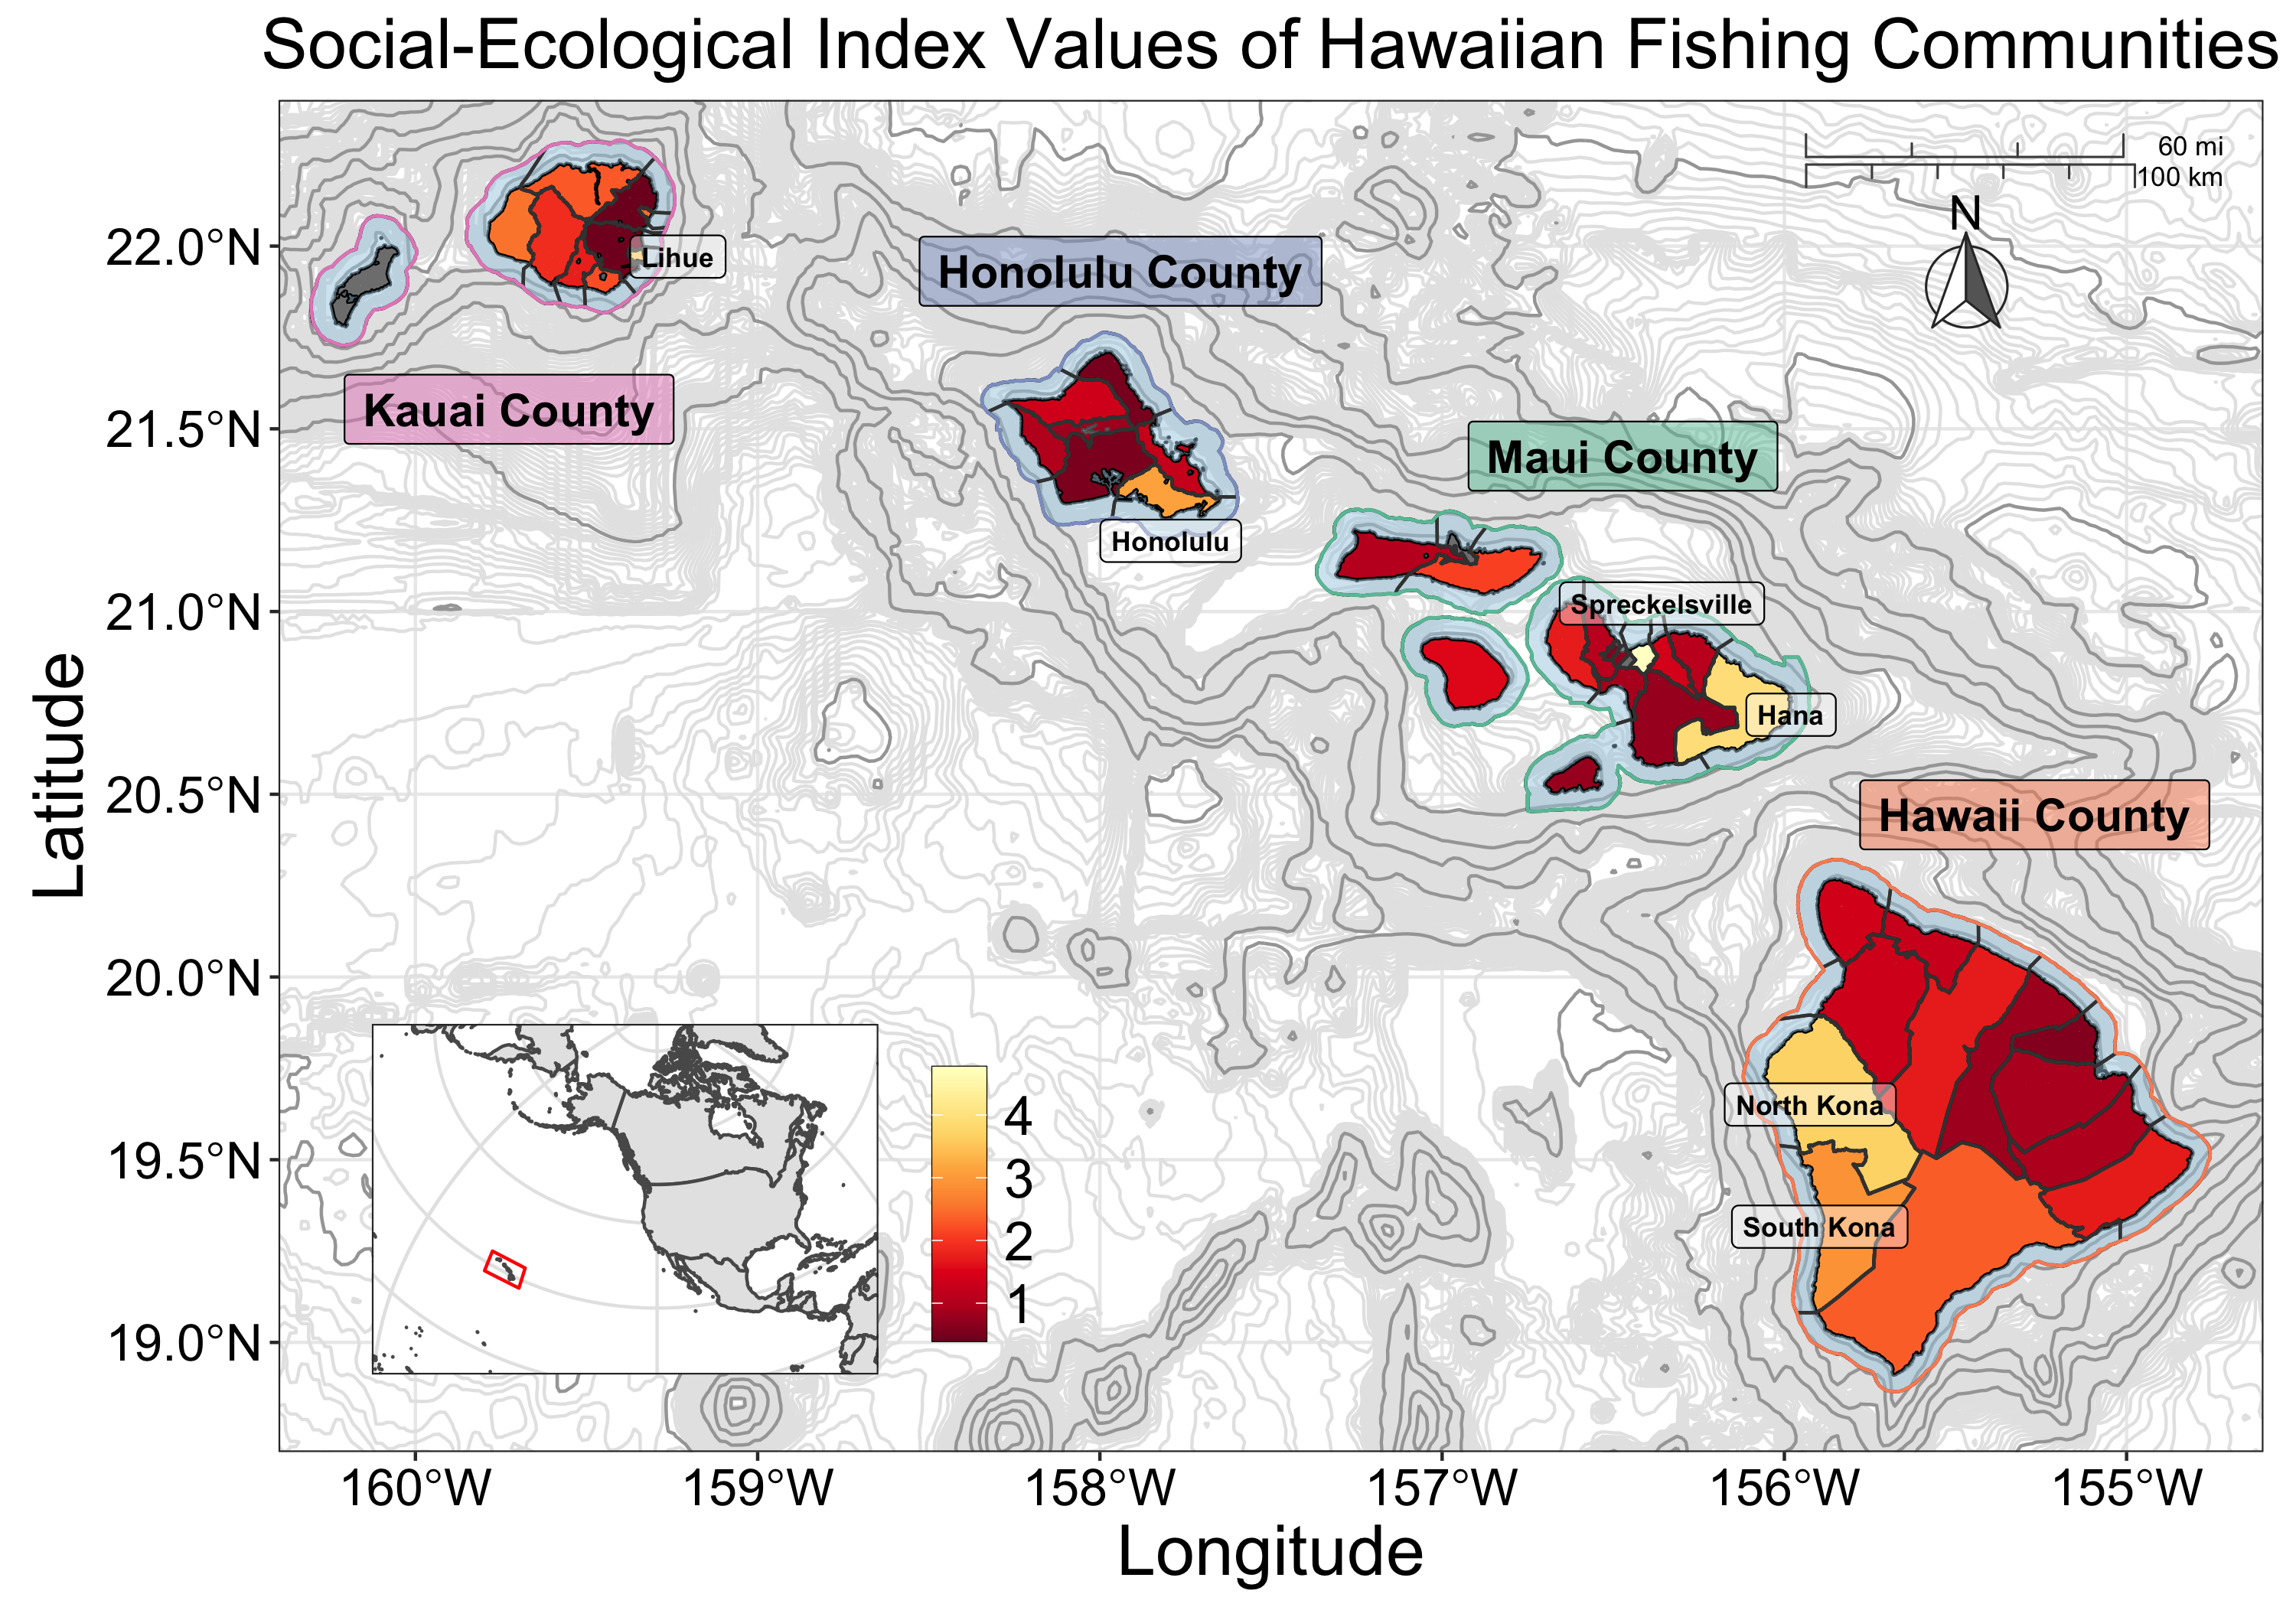 Social-Ecological Index Values of Hawaiian Fishing Communities
60 mi
100 km
N
22.0°N
21.5°N
21.0°N
20.5°N
20.0°N
19.5°N
19.0°N
Latitude
Lihue
Kauai County
Honolulu County
Honolulu
Maui County
Spreckelsville
Hana
Hawaii County
North Kona
South Kona
4
3
2
1
160°W 159°W 158°W 157°W 156°W 155°W
Longitude